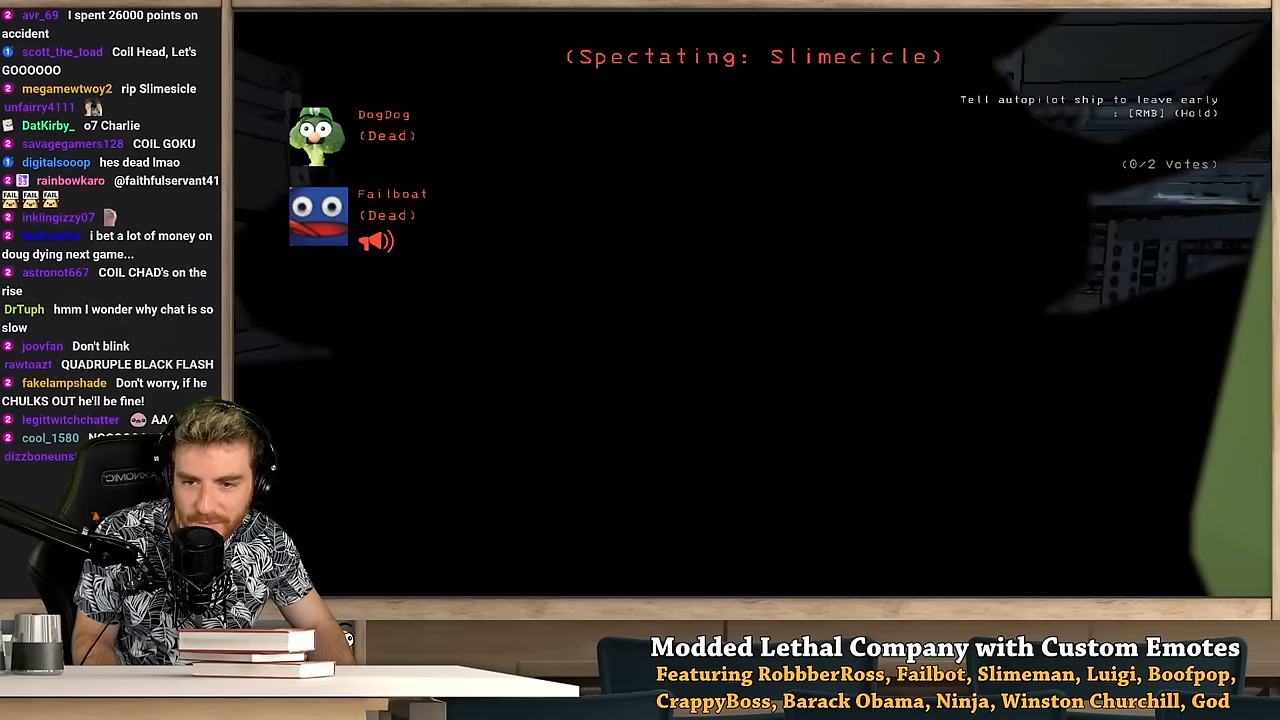 avr_69 I spent 26000 points on
accident
scott_the_toad Coil Head, Let's
GOOOOOO
megamewtwoy2 rip Slimesicle
unfairry4111
DatKirby_ o7 Charlie
savagegamers128 COIL GOKU
digitalsooop hes dead lmao
rainbowkaro @faithfulservant41
FAIL FAIL FAIL
inklingizzy07
i bet a lot of money on
doug dying next game...
astronot667 COIL CHAD's on the
rise
DrTuph hmm I wonder why chat is so
slow
joovfan Don't blink
rawtoazt QUADRUPLE BLACK FLASH
fakelampshade Don't worry, if he
CHULKS OUT he'll be fine!
legittwitchchatter
cool_1580
(Spectating: Slimecicle)
Tell autopilot ship to leave early
: [RMB] (Hold)
(0/2 Votes)
DogDog
(Dead)
Failboat
(Dead)
Modded Lethal Company with Custom Emotes
Featuring RobbberRoss, Failbot, Slimeman, Luigi, Boofpop,
CrappyBoss, Barack Obama, Ninja, Winston Churchill, God